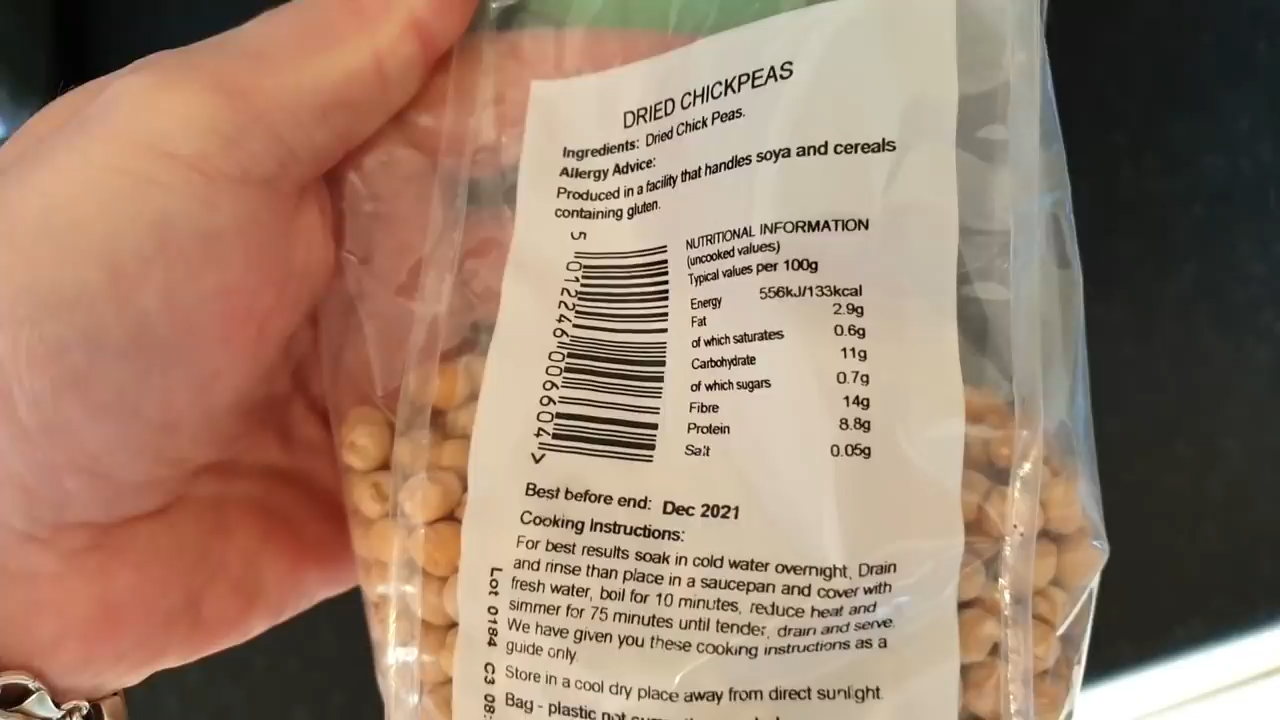 DRIED CHICKPEAS
Ingredients: Dried Chick Peas.
Allergy Advice:
Produced in a facility that handles soya and cereals
containing gluten.
5 012246 006604 >
NUTRITIONAL INFORMATION
(uncooked values)
Typical values per 100g
Energy 556kJ/133kcal
Fat 2.9g
of which saturates 0.6g
Carbohydrate 11g
of which sugars 0.7g
Fibre 14g
Protein 8.8g
Salt 0.05g
Best before end: Dec 2021
Cooking Instructions:
For best results soak in cold water overnight, Drain
and rinse than place in a saucepan and cover with
fresh water, boil for 10 minutes, reduce heat and
simmer for 75 minutes until tender, drain and serve.
We have given you these cooking instructions as a
guide only.
Store in a cool dry place away from direct sunlight.
Bag - plastic not
Lot 0184 C3 08: